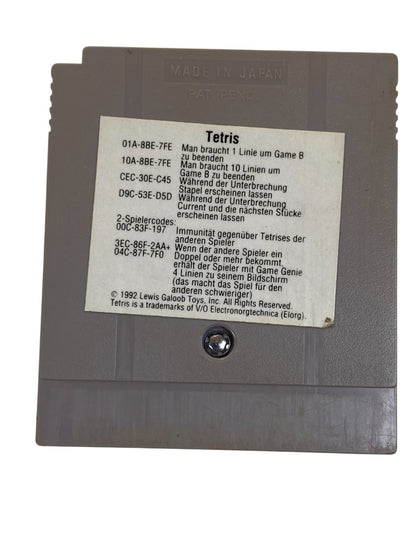 MADE IN JAPAN
PAT. PEND.
Tetris
01A-8BE-7FE Man braucht 1 Linie um Game B
zu beenden
10A-8BE-7FE Man braucht 10 Linien um
Game B zu beenden
CEC-30E-C45 Während der Unterbrechung
Stapel erscheinen lassen
D9C-53E-D5D Während der Unterbrechung
Current und die nächsten Stücke
erscheinen lassen
2-Spielercodes:
00C-83F-197 Immunität gegenüber Tetrises der
anderen Spieler
3EC-86F-2AA+ Wenn der andere Spieler ein
04C-87F-7F0 Doppel oder mehr bekommt
erhält der Spieler mit Game Genie
4 Linien zu seinem Bildschirm
(das macht das Spiel für den
anderen schwieriger)
© 1992 Lewis Galoob Toys, Inc. All Rights Reserved.
Tetris is a trademarks of V/O Electronorgtechnica (Elorg).